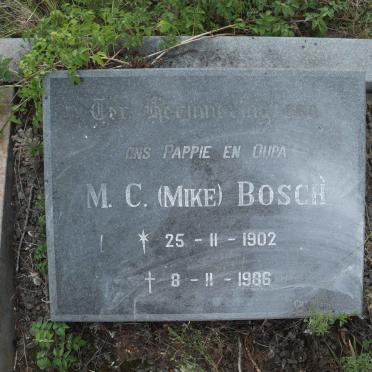 Ter Herinnering aan
ONS PAPPIE EN OUPA
M. C. (MIKE) BOSCH
25 - 11 - 1902
† 8 - 11 - 1986